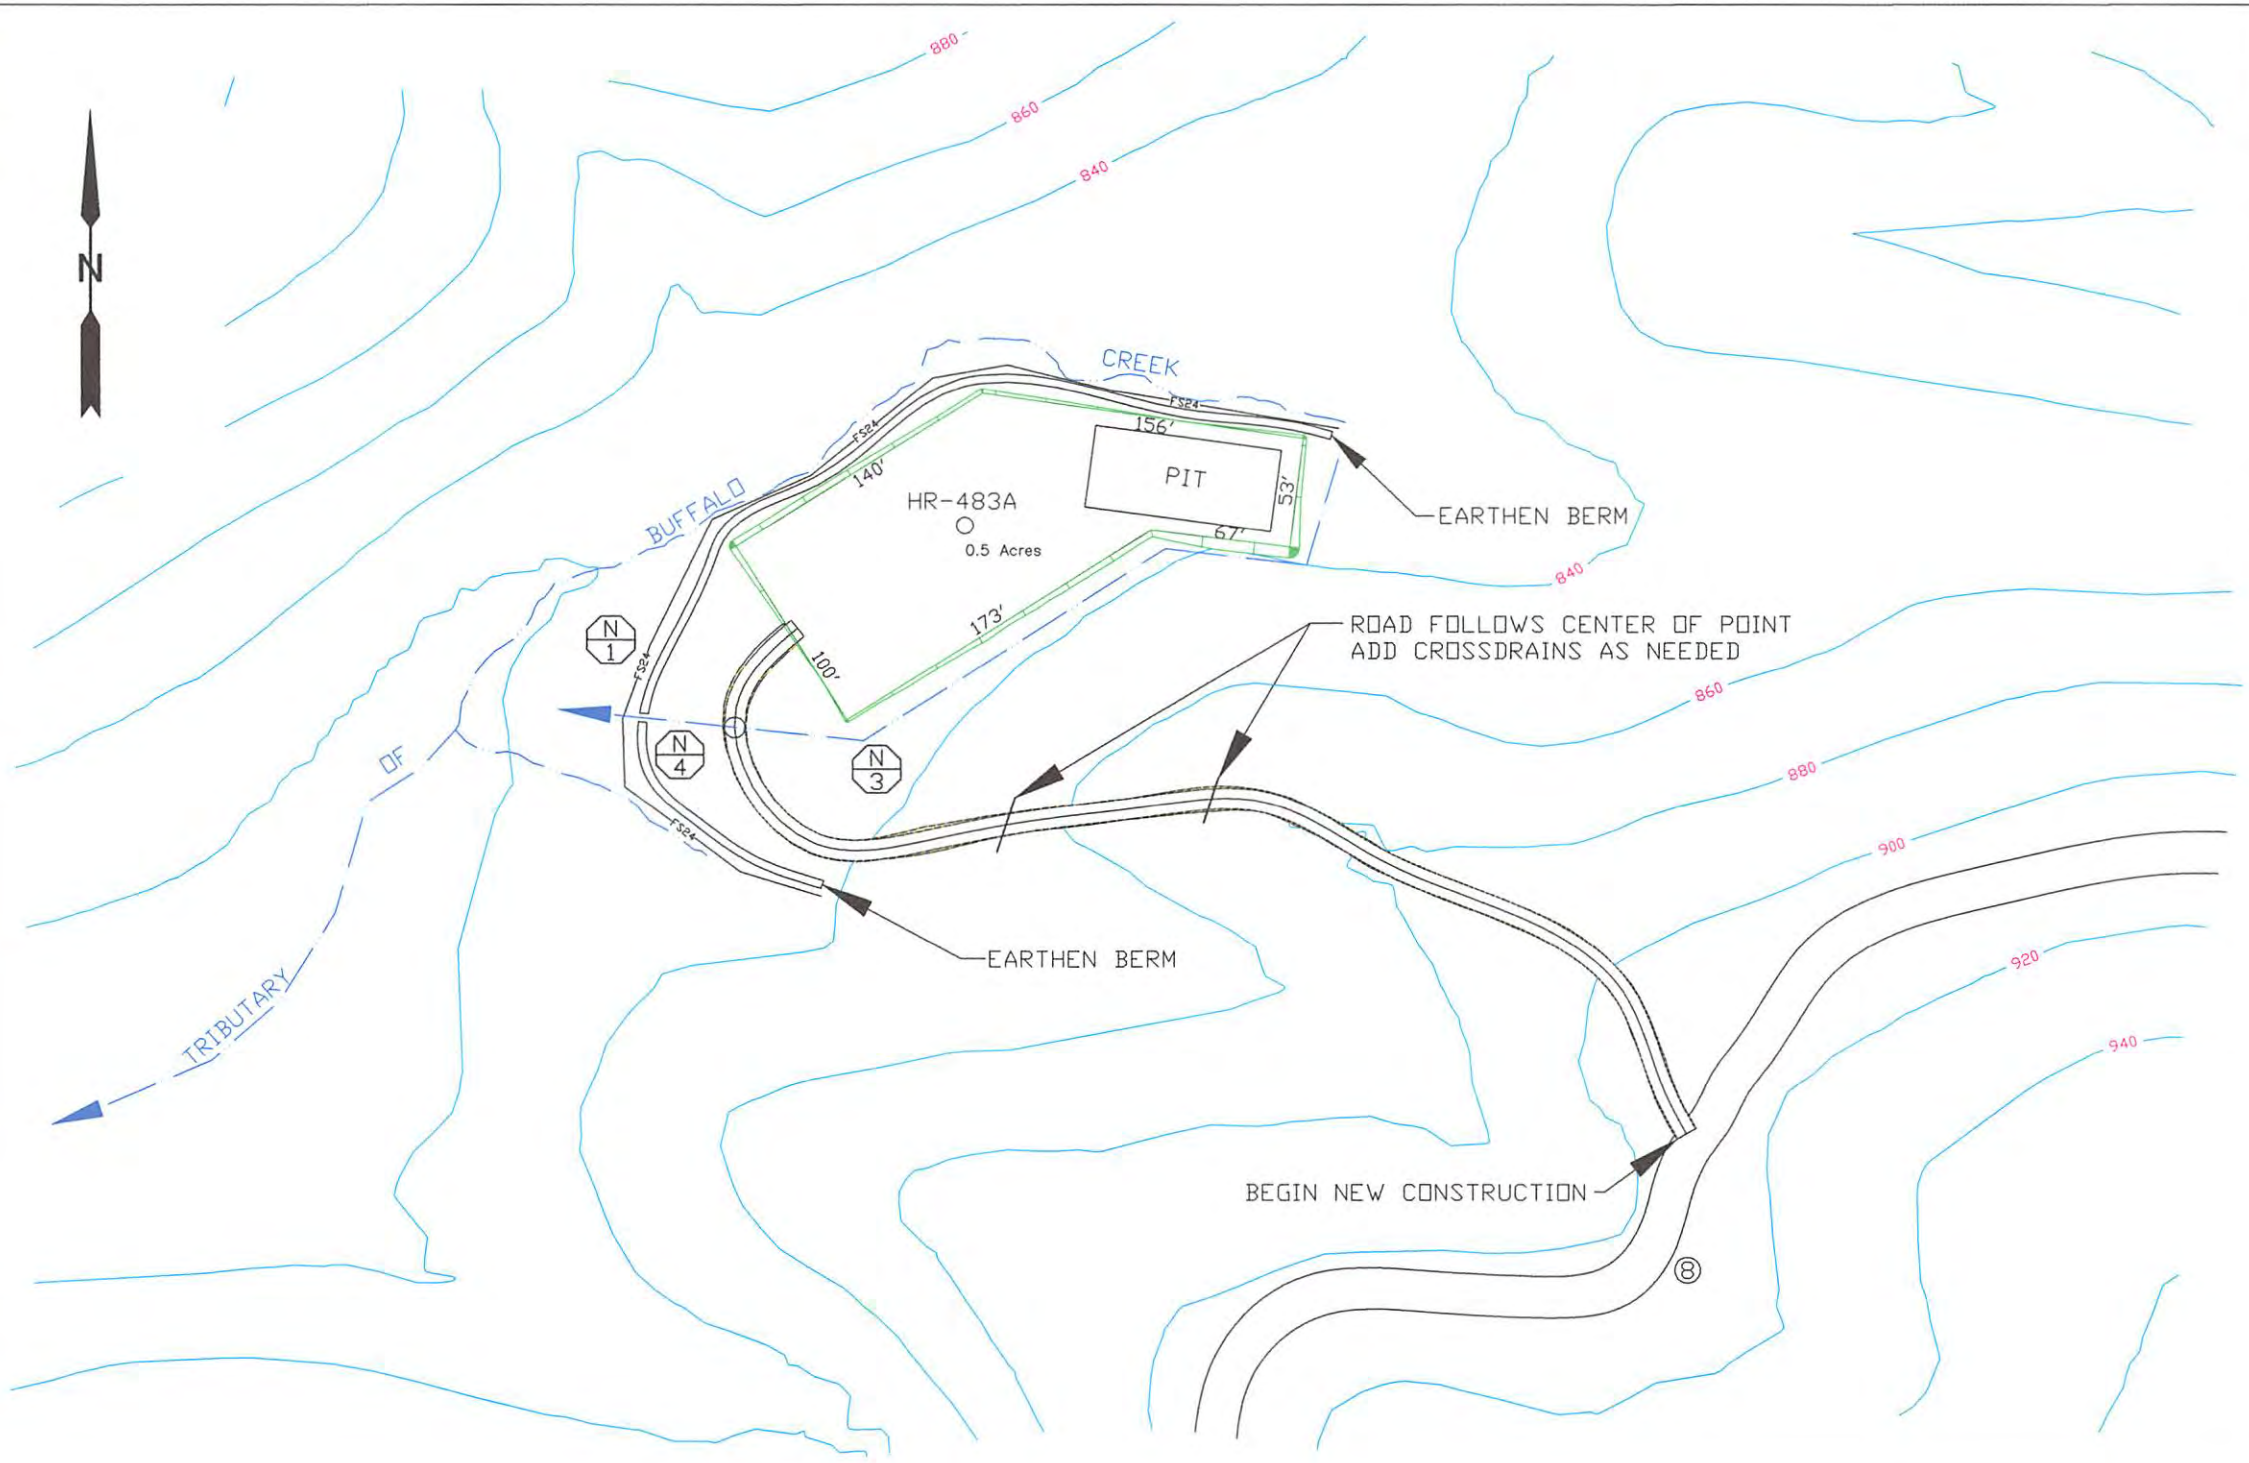 880
860
840
N
CREEK
FS24
156'
FS24
140'
PIT
53'
HR-483A
0.5 Acres
67'
EARTHEN BERM
BUFFALO
840
173'
N
1
ROAD FOLLOWS CENTER OF POINT
ADD CROSSDRAINS AS NEEDED
FS24
100'
860
N
4
N
3
OF
880
FS24
900
EARTHEN BERM
920
TRIBUTARY
940
BEGIN NEW CONSTRUCTION
8